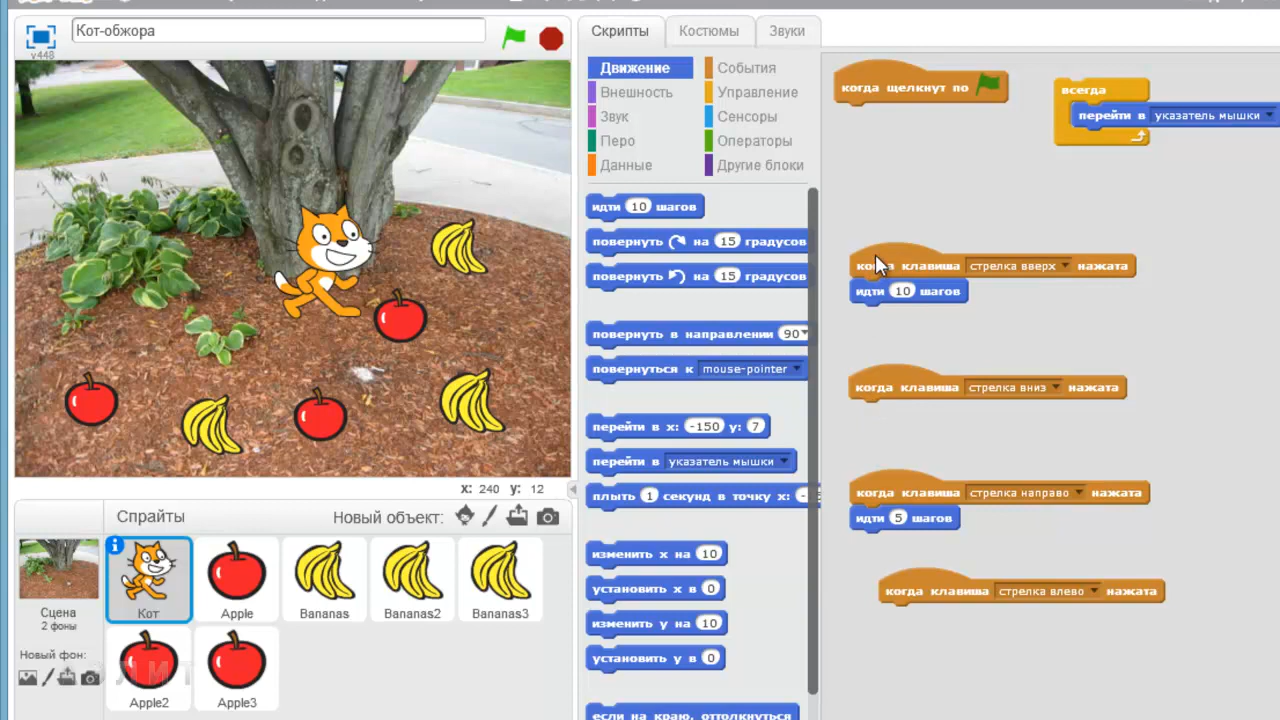 Кот-обжора
v448
Скрипты
Костюмы
Звуки
Движение
События
Внешность
Управление
Звук
Сенсоры
Перо
Операторы
Данные
Другие блоки
идти 10 шагов
повернуть на 15 градусов
повернуть на 15 градусов
повернуть в направлении 90
повернуться к mouse-pointer
перейти в x: -150 y: 7
перейти в указатель мышки
плыть 1 секунд в точку x:
изменить x на 10
установить x в 0
изменить y на 10
установить y в 0
если на краю, оттолкнуться
когда щелкнут по
всегда
перейти в указатель мышки
когда клавиша стрелка вверх нажата
идти 10 шагов
когда клавиша стрелка вниз нажата
когда клавиша стрелка направо нажата
идти 5 шагов
когда клавиша стрелка влево нажата
x: 240 y: 12
Спрайты
Новый объект:
Сцена
2 фоны
Новый фон:
Кот
Apple
Bananas
Bananas2
Bananas3
Apple2
Apple3